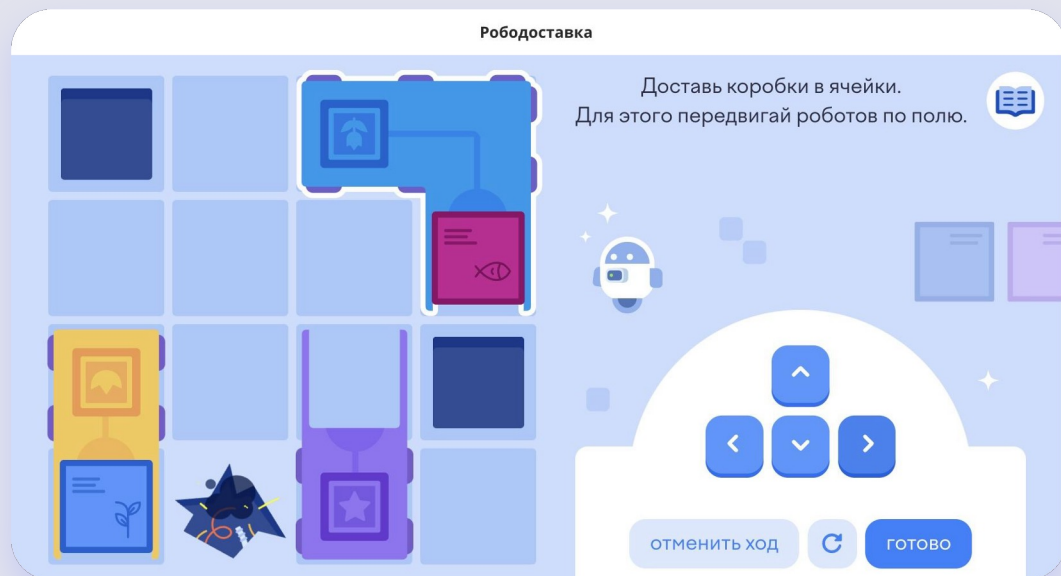 Рободоставка
Доставь коробки в ячейки.
Для этого передвигай роботов по полю.
отменить ход
готово